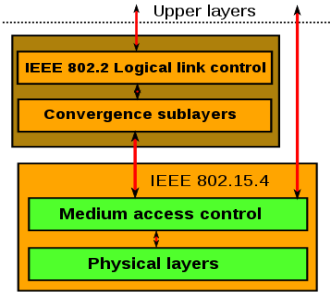 Upper layers
IEEE 802.2 Logical link control
Convergence sublayers
IEEE 802.15.4
Medium access control
Physical layers